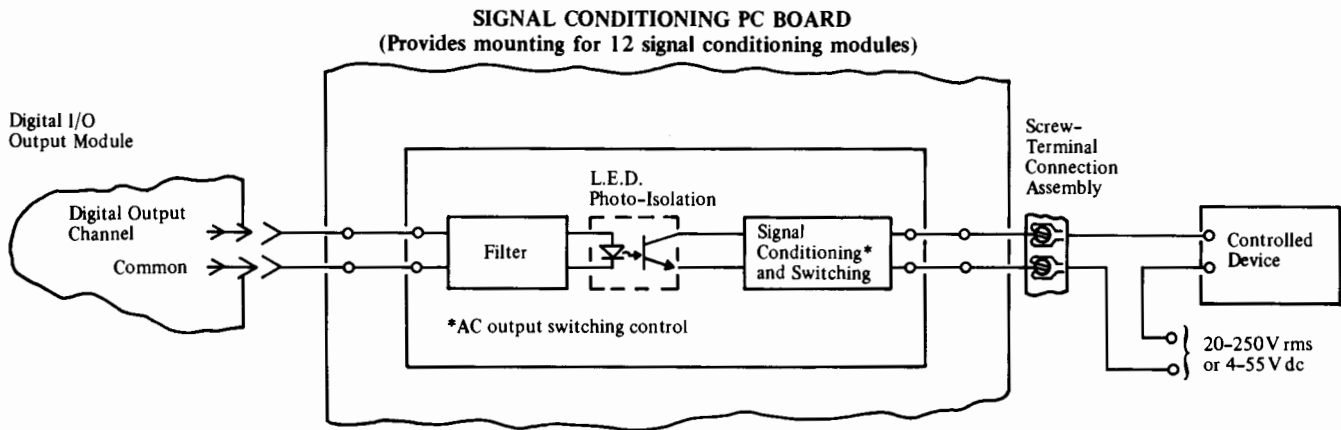 SIGNAL CONDITIONING PC BOARD
(Provides mounting for 12 signal conditioning modules)
Digital I/O
Output Module
Digital Output
Channel
Common
Filter
L.E.D.
Photo-Isolation
Signal
Conditioning*
and Switching
*AC output switching control
Screw-
Terminal
Connection
Assembly
Controlled
Device
20-250V rms
or 4-55V dc